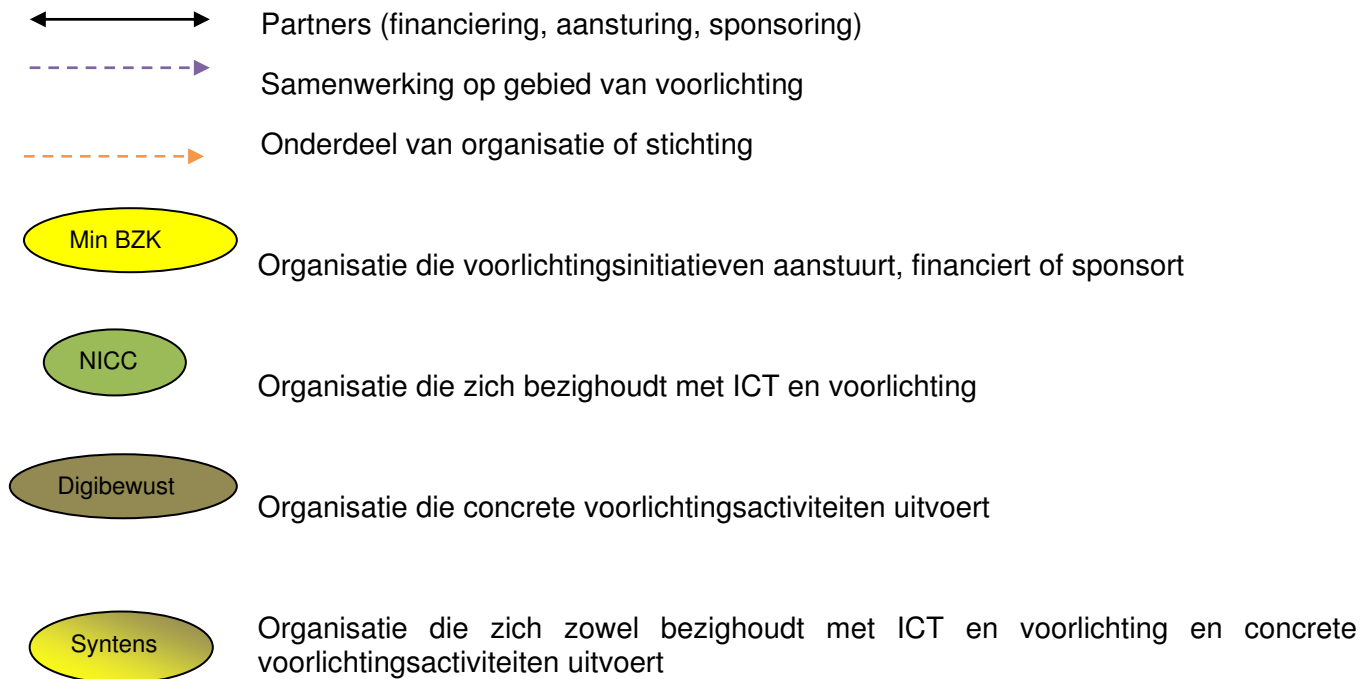 Partners (financiering, aansturing, sponsoring)
Samenwerking op gebied van voorlichting
Onderdeel van organisatie of stichting
Min BZK
Organisatie die voorlichtingsinitiatieven aanstuurt, financiert of sponsort
NICC
Organisatie die zich bezighoudt met ICT en voorlichting
Digibewust
Organisatie die concrete voorlichtingsactiviteiten uitvoert
Syntens
Organisatie die zich zowel bezighoudt met ICT en voorlichting en concrete
voorlichtingsactiviteiten uitvoert